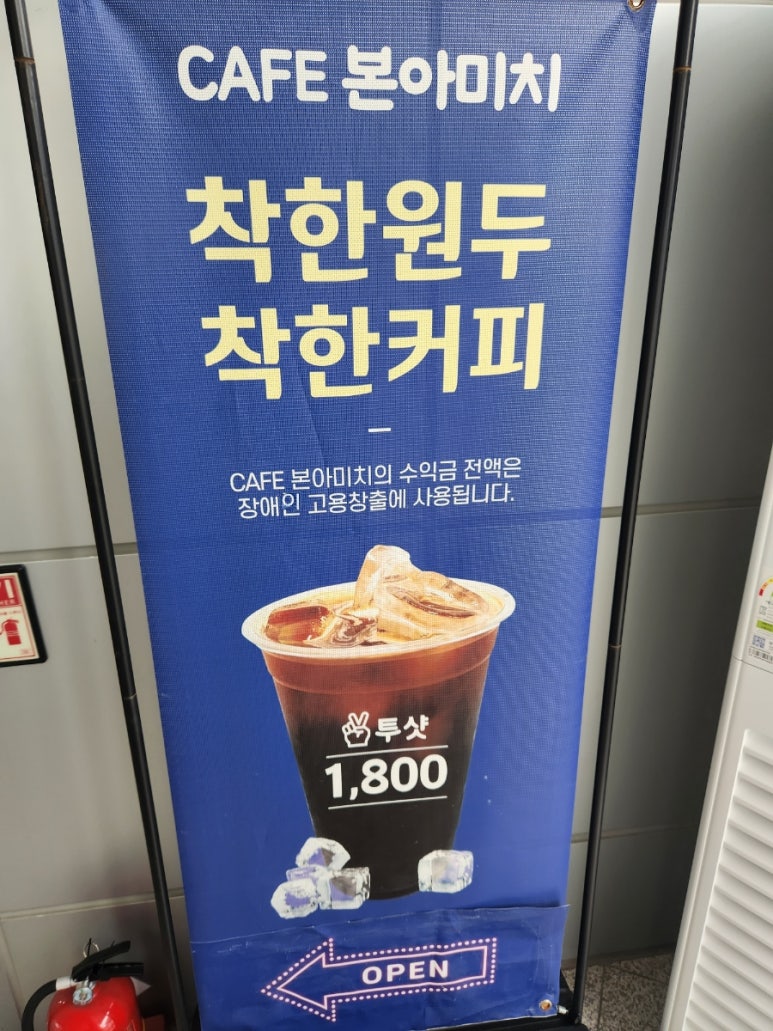 CAFE 본아미치
착한원두
착한커피
CAFE 본아미치의 수익금 전액은
장애인 고용창출에 사용됩니다.
투샷
1,800
OPEN